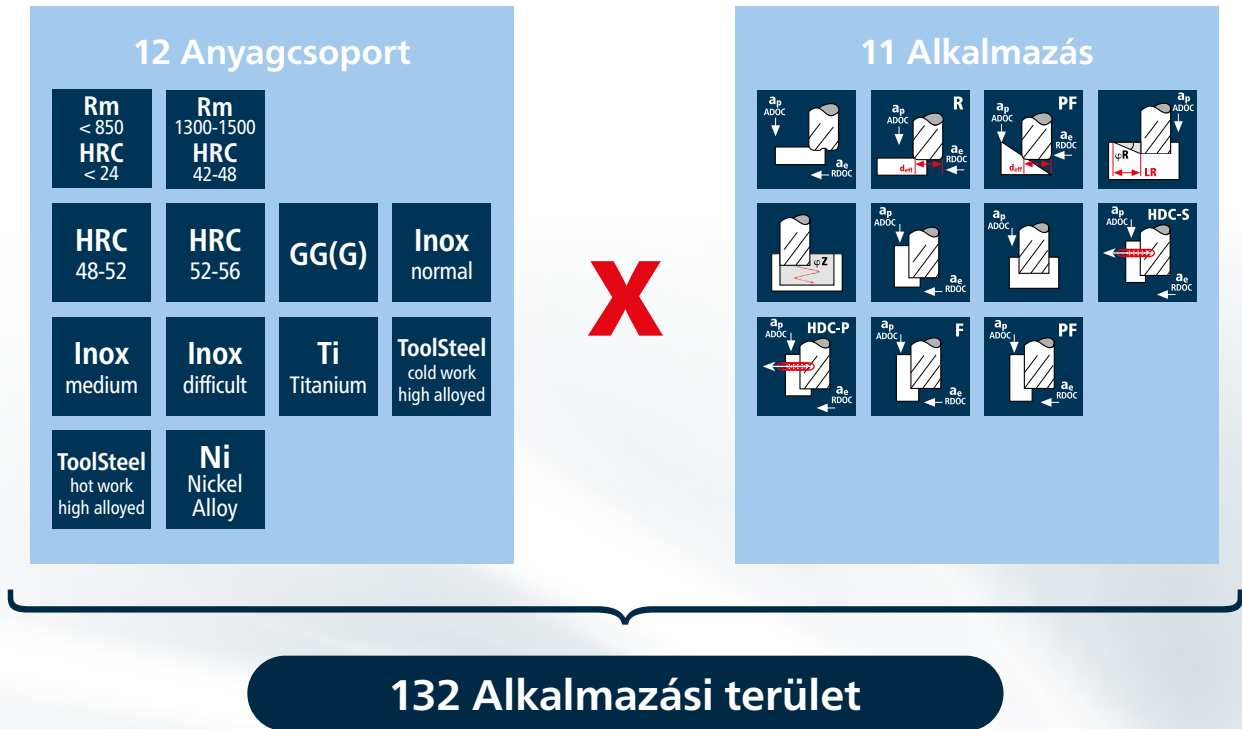 12 Anyagcsoport
Rm
< 850
HRC
< 24
Rm
1300-1500
HRC
42-48
HRC
48-52
HRC
52-56
GG(G)
Inox
normal
Inox
medium
Inox
difficult
Ti
Titanium
ToolSteel
cold work
high alloyed
ToolSteel
hot work
high alloyed
Ni
Nickel
Alloy
X
11 Alkalmazás
ap
ADOC
ae
RDOC
R
ap
ADOC
ae
RDOC
deff
PF
ap
ADOC
ae
RDOC
deff
ap
ADOC
φR
LR
φZ
ap
ADOC
ae
RDOC
ap
ADOC
HDC-S
ap
ADOC
ae
RDOC
HDC-P
ap
ADOC
ae
RDOC
F
ap
ADOC
ae
RDOC
PF
ap
ADOC
ae
RDOC
132 Alkalmazási terület